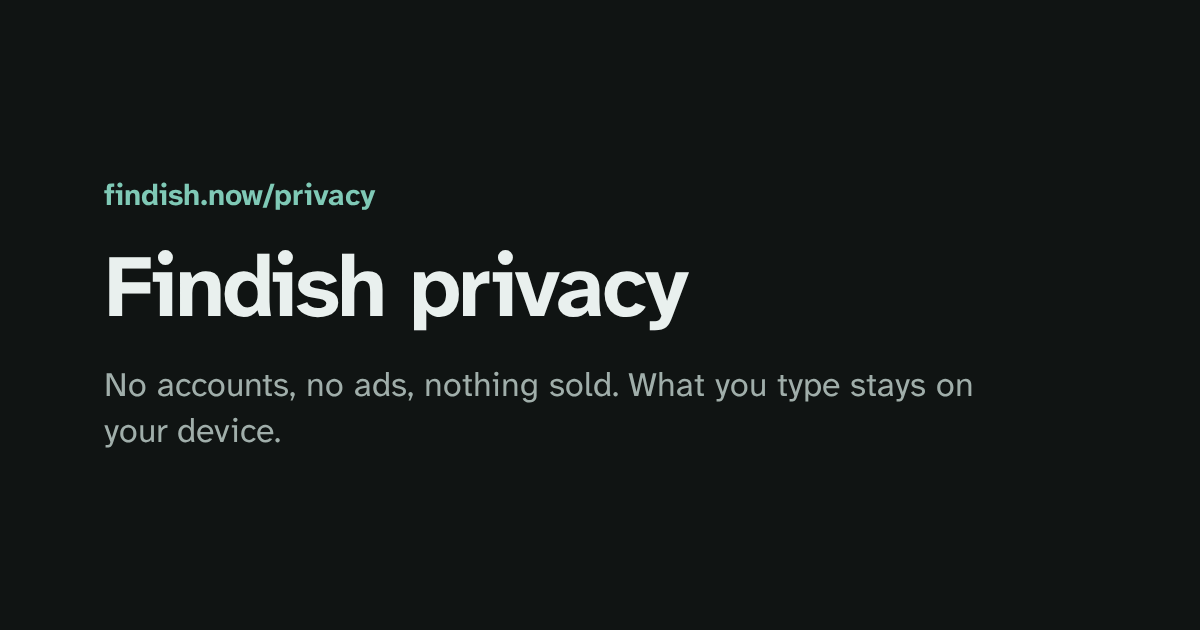 findish.now/privacy
Findish privacy
No accounts, no ads, nothing sold. What you type stays on
your device.